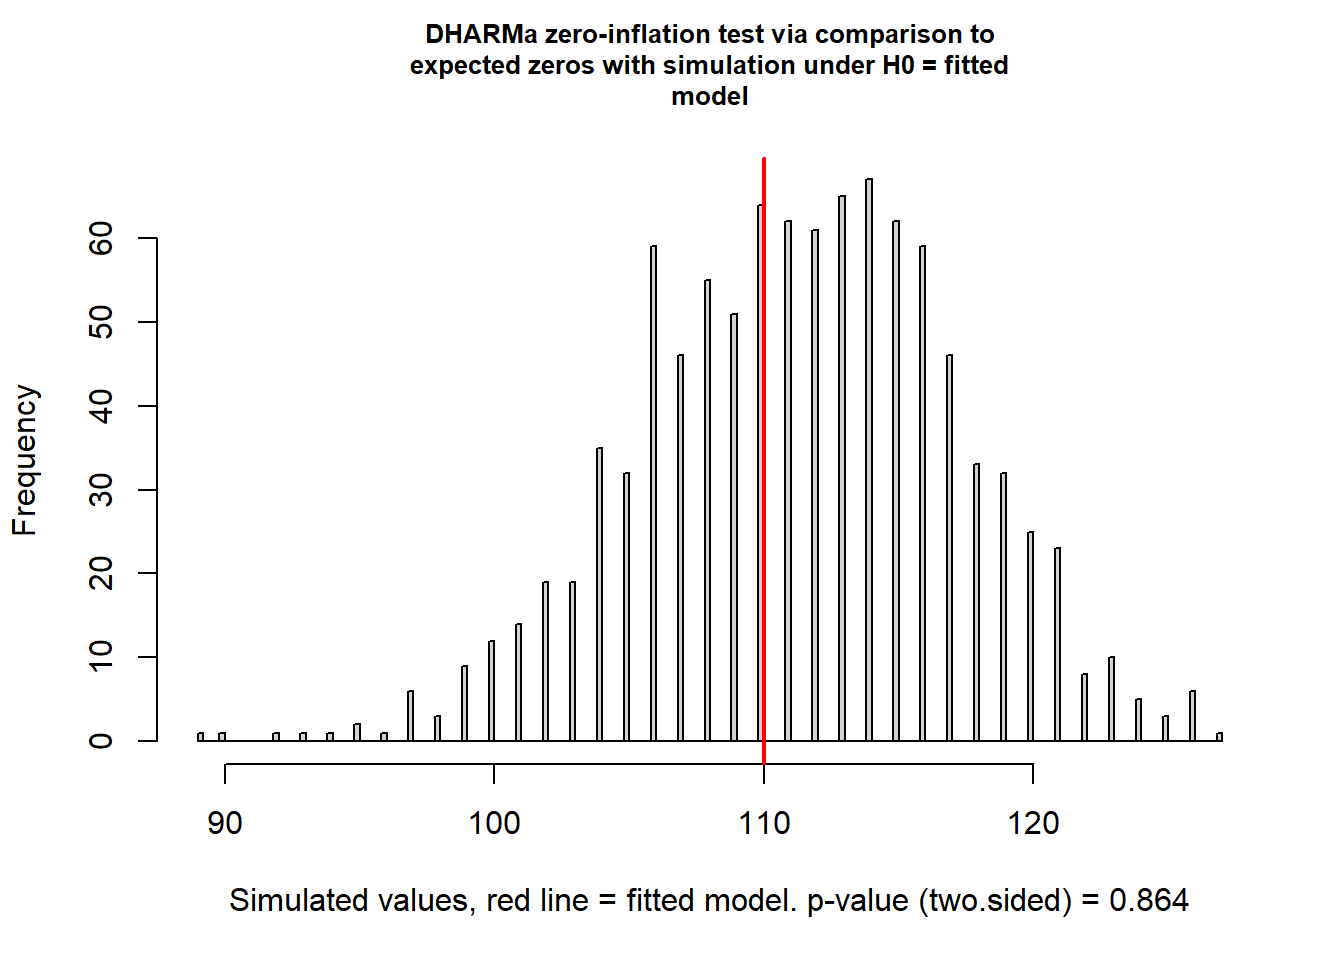 DHARMa zero-inflation test via comparison to
expected zeros with simulation under H0 = fitted
model
Frequency
60
50
40
30
20
10
0
90 100 110 120
Simulated values, red line = fitted model. p-value (two.sided) = 0.864